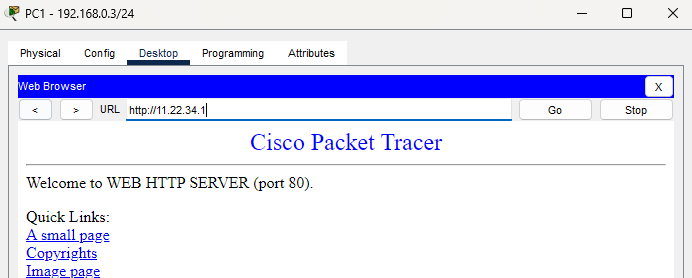 PC1 - 192.168.0.3/24
Physical Config Desktop Programming Attributes
Web Browser X
< > URL http://11.22.34.1 Go Stop
Cisco Packet Tracer
Welcome to WEB HTTP SERVER (port 80).
Quick Links:
A small page
Copyrights
Image page